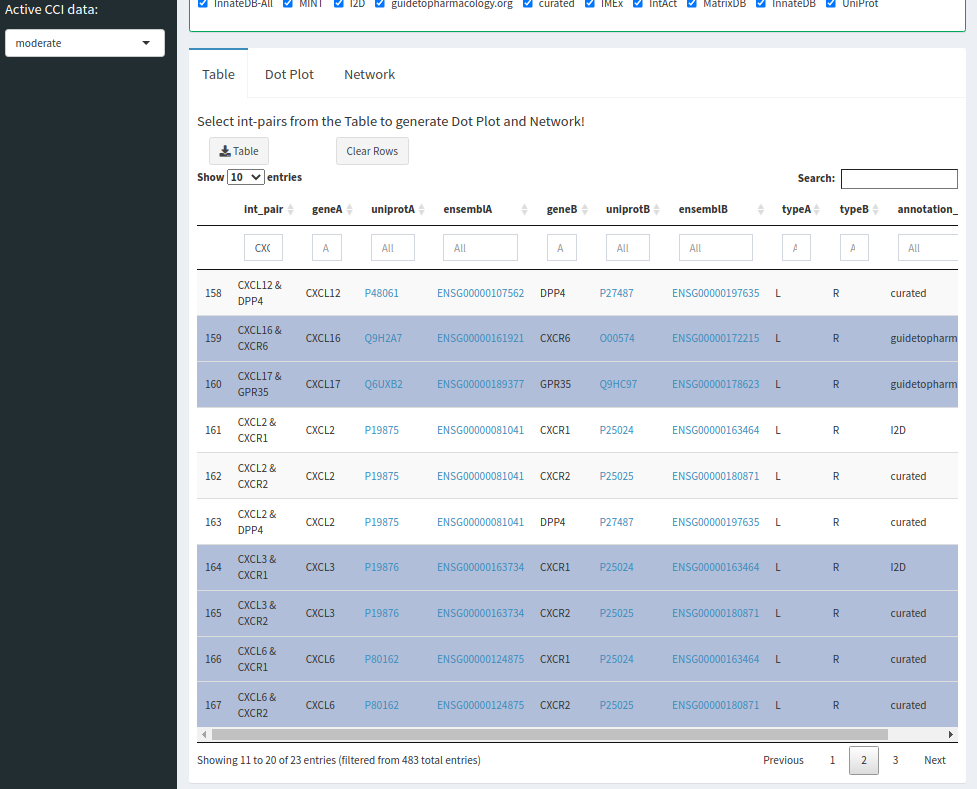 Active CCI data:
moderate
InnateDB-All MINT I2D guidetopharmacology.org curated IMEx IntAct MatrixDB InnateDB UniProt
Table Dot Plot Network
Select int-pairs from the Table to generate Dot Plot and Network!
Table Clear Rows
Show 10 entries Search:
int_pair geneA uniprotA ensemblA geneB uniprotB ensemblB typeA typeB annotation_
CXC A All All A All All A A All
158 CXCL12 & DPP4 CXCL12 P48061 ENSG00000107562 DPP4 P27487 ENSG00000197635 L R curated
159 CXCL16 & CXCR6 CXCL16 Q9H2A7 ENSG00000161921 CXCR6 O00574 ENSG00000172215 L R guidetopharm
160 CXCL17 & GPR35 CXCL17 Q6UXB2 ENSG00000189377 GPR35 Q9HC97 ENSG00000178623 L R guidetopharm
161 CXCL2 & CXCR1 CXCL2 P19875 ENSG00000081041 CXCR1 P25024 ENSG00000163464 L R I2D
162 CXCL2 & CXCR2 CXCL2 P19875 ENSG00000081041 CXCR2 P25025 ENSG00000180871 L R curated
163 CXCL2 & DPP4 CXCL2 P19875 ENSG00000081041 DPP4 P27487 ENSG00000197635 L R curated
164 CXCL3 & CXCR1 CXCL3 P19876 ENSG00000163734 CXCR1 P25024 ENSG00000163464 L R I2D
165 CXCL3 & CXCR2 CXCL3 P19876 ENSG00000163734 CXCR2 P25025 ENSG00000180871 L R curated
166 CXCL6 & CXCR1 CXCL6 P80162 ENSG00000124875 CXCR1 P25024 ENSG00000163464 L R curated
167 CXCL6 & CXCR2 CXCL6 P80162 ENSG00000124875 CXCR2 P25025 ENSG00000180871 L R curated
Showing 11 to 20 of 23 entries (filtered from 483 total entries) Previous 1 2 3 Next